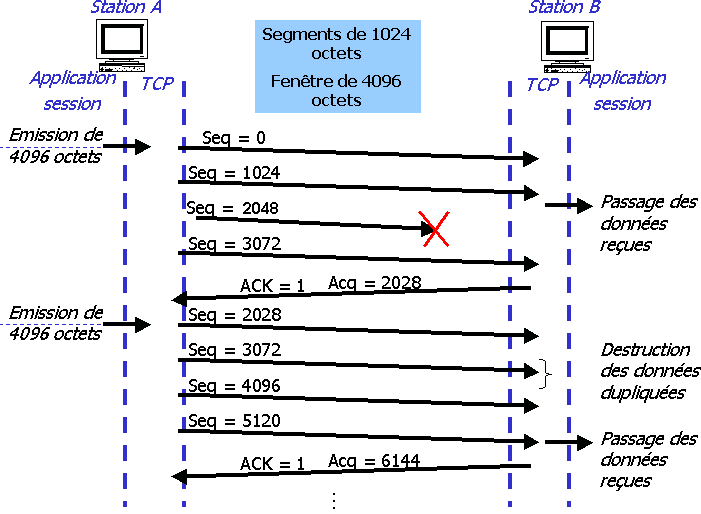 Station A
Station B
Segments de 1024
octets
Fenêtre de 4096
octets
Application
session
TCP
TCP
Application
session
Emission de
4096 octets
Seq = 0
Seq = 1024
Seq = 2048
Seq = 3072
Passage des
données
reçues
ACK = 1
Acq = 2028
Emission de
4096 octets
Seq = 2028
Seq = 3072
Seq = 4096
Seq = 5120
Destruction
des données
dupliquées
ACK = 1
Acq = 6144
Passage des
données
reçues